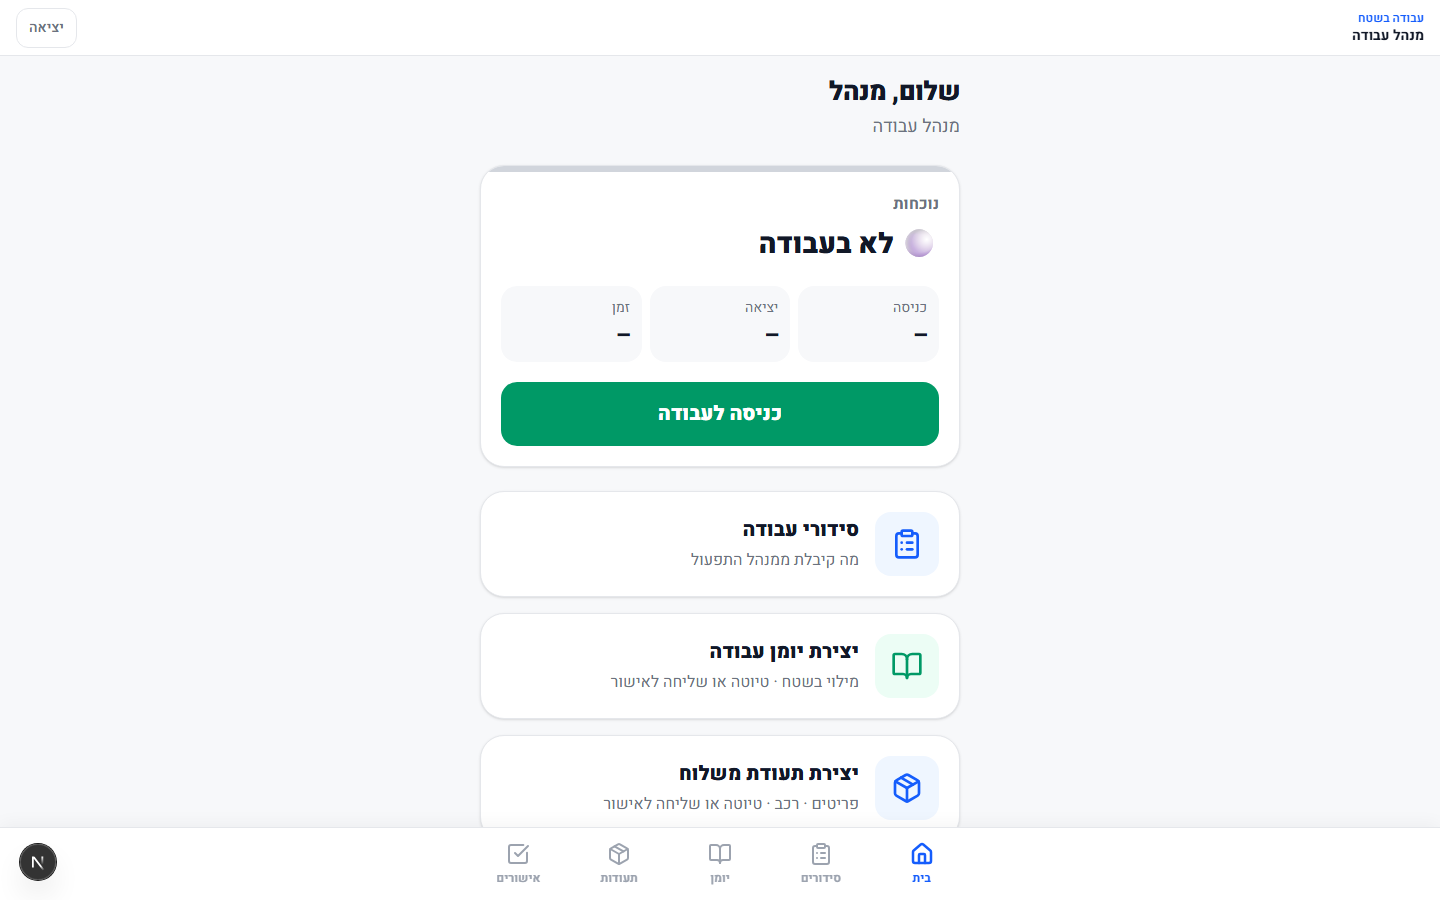 עבודה בשטח
מנהל עבודה
יציאה
שלום, מנהל
מנהל עבודה
נוכחות
לא בעבודה
כניסה
–
יציאה
–
זמן
–
כניסה לעבודה
סידורי עבודה
מה קיבלת ממנהל התפעול
יצירת יומן עבודה
מילוי בשטח · טיוטה או שליחה לאישור
יצירת תעודת משלוח
פריטים · רכב · טיוטה או שליחה לאישור
בית
סידורים
יומן
תעודות
אישורים
N